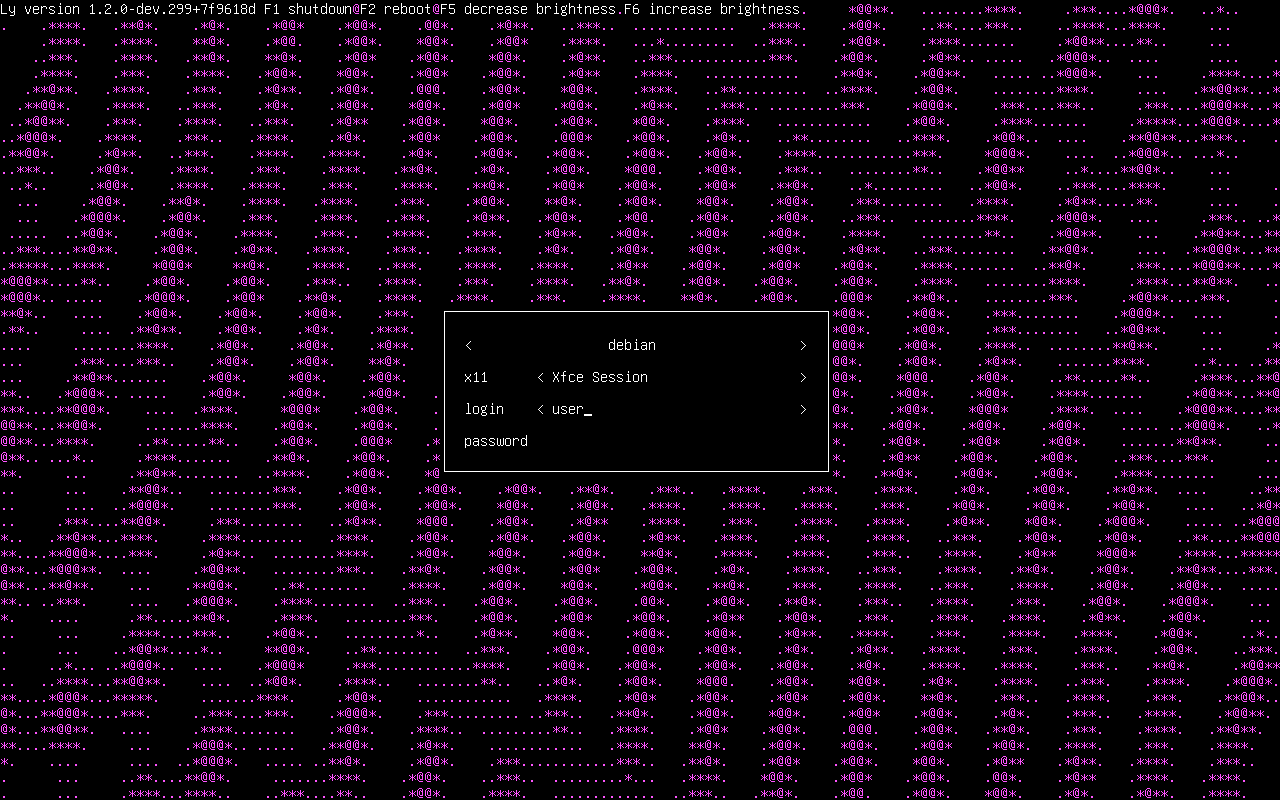 Ly version 1.2.0-dev.299+7f9618d F1 shutdown F2 reboot F5 decrease brightness F6 increase brightness
< debian >
x11 < Xfce Session >
login < user_ >
password